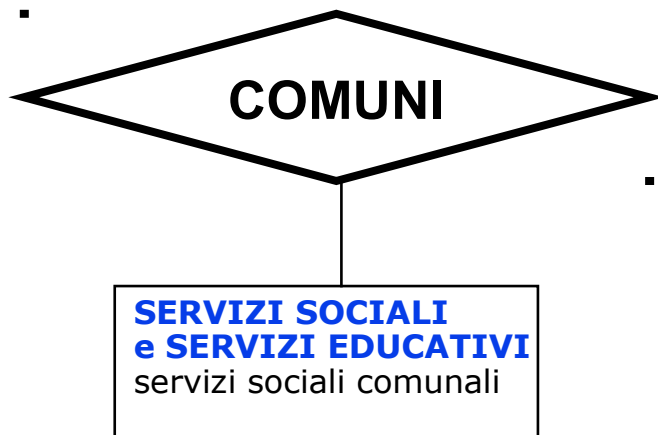 COMUNI
SERVIZI SOCIALI
e SERVIZI EDUCATIVI
servizi sociali comunali